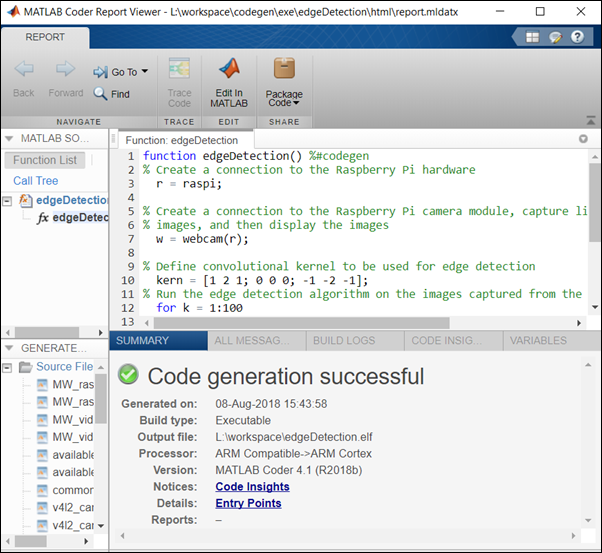 MATLAB Coder Report Viewer - L:\workspace\codegen\exe\edgeDetection\html\report.mldatx
REPORT
Back
Forward
Go To
Find
Trace Code
Edit In MATLAB
Package Code
NAVIGATE
TRACE
EDIT
SHARE
MATLAB SO...
Function List
Call Tree
edgeDetection
fx edgeDetec
Function: edgeDetection
1 function edgeDetection() %#codegen
2 % Create a connection to the Raspberry Pi hardware
3 r = raspi;
4
5 % Create a connection to the Raspberry Pi camera module, capture li
6 % images, and then display the images
7 w = webcam(r);
8
9 % Define convolutional kernel to be used for edge detection
10 kern = [1 2 1; 0 0 0; -1 -2 -1];
11 % Run the edge detection algorithm on the images captured from the
12 for k = 1:100
13
GENERATE...
Source File
MW_ras
MW_ras
MW_vid
MW_vid
available
available
common
v4l2_car
v4l2_car
SUMMARY
ALL MESSAG...
BUILD LOGS
CODE INSIG...
VARIABLES
Code generation successful
Generated on: 08-Aug-2018 15:43:58
Build type: Executable
Output file: L:\workspace\edgeDetection.elf
Processor: ARM Compatible->ARM Cortex
Version: MATLAB Coder 4.1 (R2018b)
Notices: Code Insights
Details: Entry Points
Reports: –